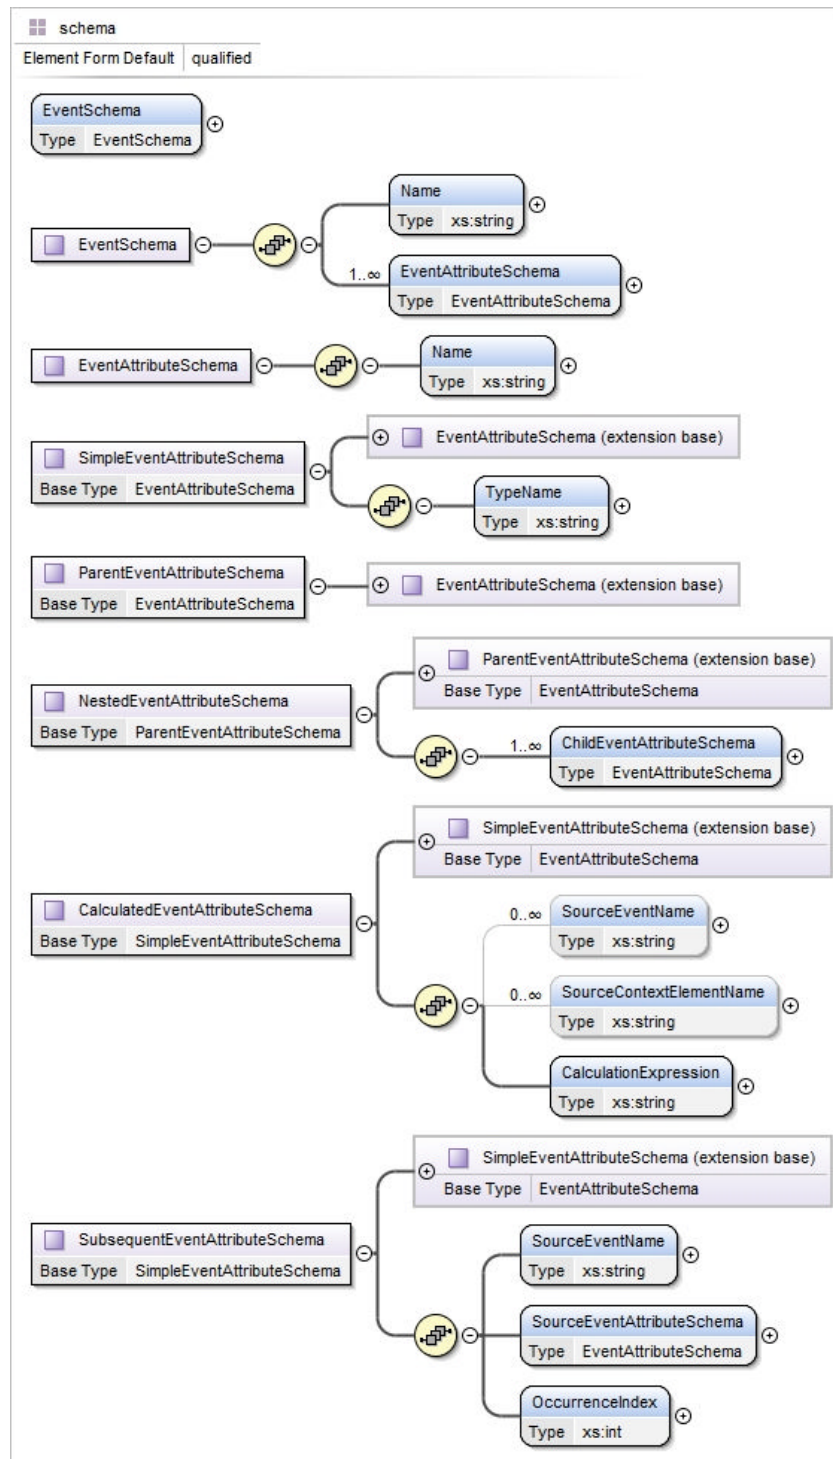 schema
Element Form Default qualified
EventSchema
Type EventSchema
Name
Type xs:string
EventSchema
1..∞ EventAttributeSchema
Type EventAttributeSchema
Name
EventAttributeSchema
Type xs:string
EventAttributeSchema (extension base)
SimpleEventAttributeSchema
Base Type EventAttributeSchema
TypeName
Type xs:string
ParentEventAttributeSchema
Base Type EventAttributeSchema
EventAttributeSchema (extension base)
ParentEventAttributeSchema (extension base)
Base Type EventAttributeSchema
NestedEventAttributeSchema
Base Type ParentEventAttributeSchema
1..∞ ChildEventAttributeSchema
Type EventAttributeSchema
SimpleEventAttributeSchema (extension base)
Base Type EventAttributeSchema
CalculatedEventAttributeSchema
Base Type SimpleEventAttributeSchema
0..∞ SourceEventName
Type xs:string
0..∞ SourceContextElementName
Type xs:string
CalculationExpression
Type xs:string
SimpleEventAttributeSchema (extension base)
Base Type EventAttributeSchema
SubsequentEventAttributeSchema
Base Type SimpleEventAttributeSchema
SourceEventName
Type xs:string
SourceEventAttributeSchema
Type EventAttributeSchema
OccurrenceIndex
Type xs:int